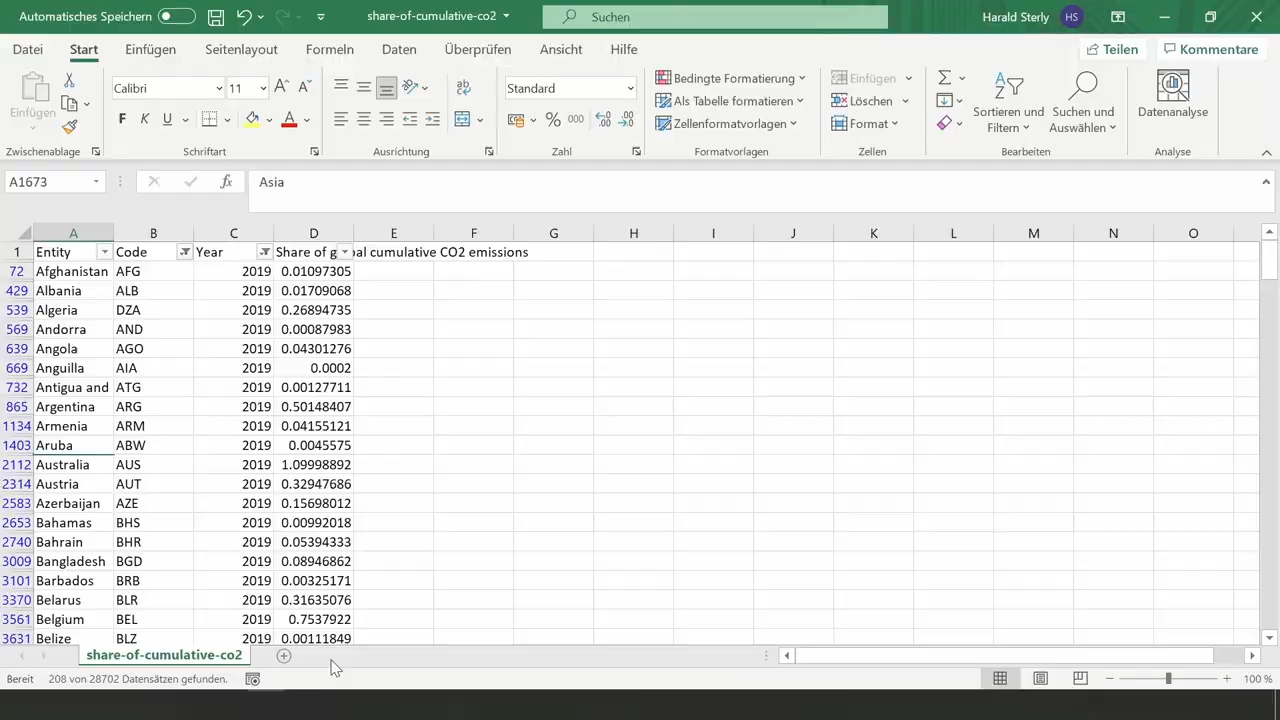 Automatisches Speichern
share-of-cumulative-co2
Suchen
Harald Sterly
HS
Datei Start Einfügen Seitenlayout Formeln Daten Überprüfen Ansicht Hilfe
Teilen
Kommentare
Einfügen
Calibri 11
F K U
Standard
% 000
Bedingte Formatierung
Als Tabelle formatieren
Zellenformatvorlagen
Einfügen
Löschen
Format
Sortieren und Filtern
Suchen und Auswählen
Datenanalyse
Zwischenablage Schriftart Ausrichtung Zahl Formatvorlagen Zellen Bearbeiten Analyse
A1673 fx Asia
A B C D E F G H I J K L M N O
1 Entity Code Year Share of g bal cumulative CO2 emissions
72 Afghanistan AFG 2019 0.01097305
429 Albania ALB 2019 0.01709068
539 Algeria DZA 2019 0.26894735
569 Andorra AND 2019 0.00087983
639 Angola AGO 2019 0.04301276
669 Anguilla AIA 2019 0.0002
732 Antigua and ATG 2019 0.00127711
865 Argentina ARG 2019 0.50148407
1134 Armenia ARM 2019 0.04155121
1403 Aruba ABW 2019 0.0045575
2112 Australia AUS 2019 1.09998892
2314 Austria AUT 2019 0.32947686
2583 Azerbaijan AZE 2019 0.15698012
2653 Bahamas BHS 2019 0.00992018
2740 Bahrain BHR 2019 0.05394333
3009 Bangladesh BGD 2019 0.08946862
3101 Barbados BRB 2019 0.00325171
3370 Belarus BLR 2019 0.31635076
3561 Belgium BEL 2019 0.7537922
3631 Belize BLZ 2019 0.00111849
share-of-cumulative-co2
Bereit 208 von 28702 Datensätzen gefunden.
100 %